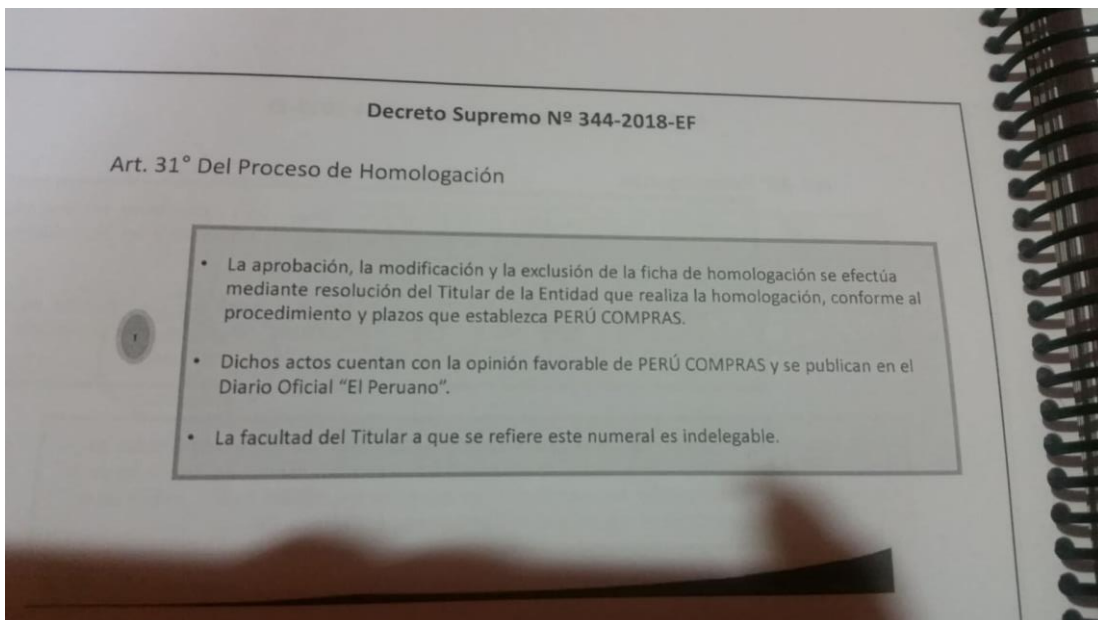 Decreto Supremo Nº 344-2018-EF
Art. 31° Del Proceso de Homologación
• La aprobación, la modificación y la exclusión de la ficha de homologación se efectúa
mediante resolución del Titular de la Entidad que realiza la homologación, conforme al
procedimiento y plazos que establezca PERÚ COMPRAS.
1
• Dichos actos cuentan con la opinión favorable de PERÚ COMPRAS y se publican en el
Diario Oficial “El Peruano”.
• La facultad del Titular a que se refiere este numeral es indelegable.